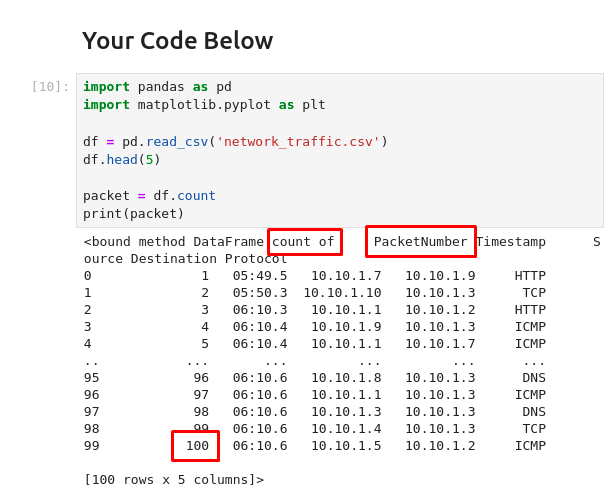 Your Code Below
[10]:
import pandas as pd
import matplotlib.pyplot as plt
df = pd.read_csv('network_traffic.csv')
df.head(5)
packet = df.count
print(packet)
<bound method DataFrame.count of     PacketNumber Timestamp      S
ource Destination Protocol
0              1   05:49.5   10.10.1.7   10.10.1.9     HTTP
1              2   05:50.3  10.10.1.10   10.10.1.3      TCP
2              3   06:10.3   10.10.1.1   10.10.1.2     HTTP
3              4   06:10.4   10.10.1.9   10.10.1.3     ICMP
4              5   06:10.4   10.10.1.1   10.10.1.7     ICMP
..           ...       ...         ...         ...      ...
95            96   06:10.6   10.10.1.8   10.10.1.3      DNS
96            97   06:10.6   10.10.1.1   10.10.1.3     ICMP
97            98   06:10.6   10.10.1.3   10.10.1.3      DNS
98            99   06:10.6   10.10.1.4   10.10.1.3      TCP
99           100   06:10.6   10.10.1.5   10.10.1.2     ICMP
[100 rows x 5 columns]>